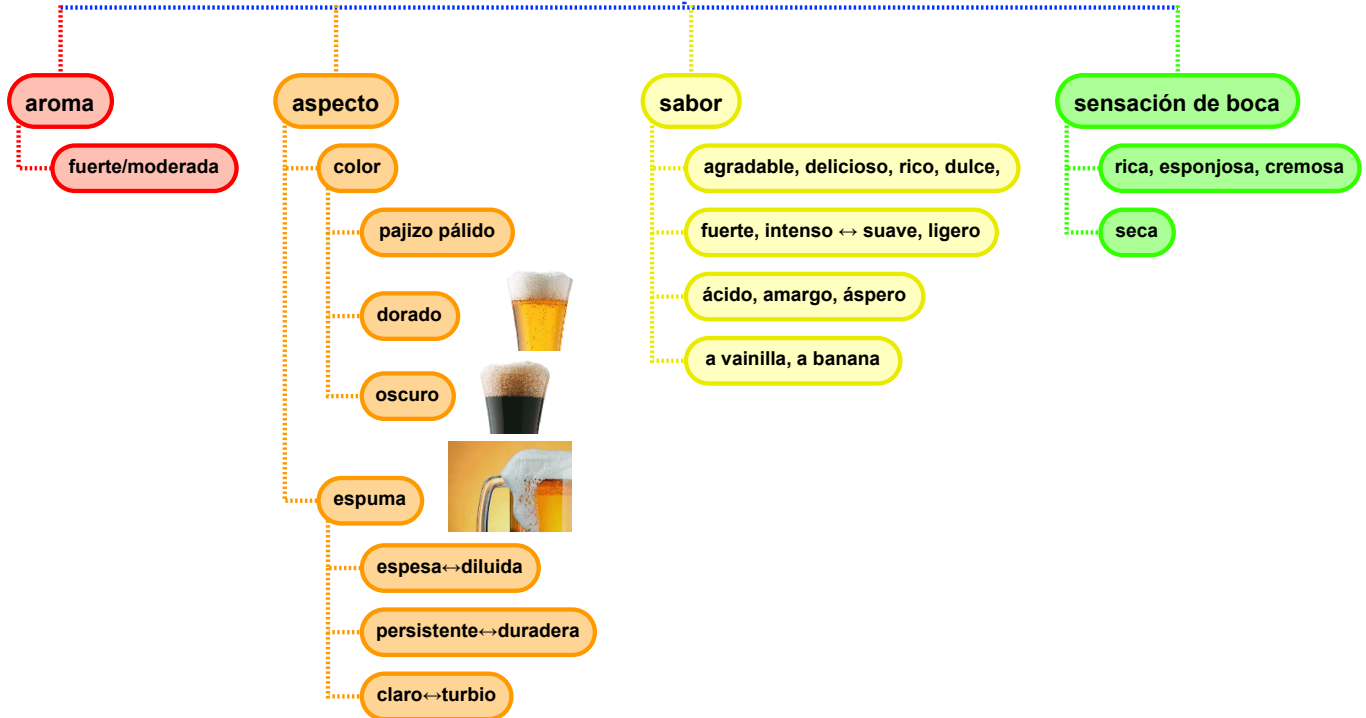 aroma
fuerte/moderada
aspecto
color
pajizo pálido
dorado
oscuro
espuma
espesa↔diluida
persistente↔duradera
claro↔turbio
sabor
agradable, delicioso, rico, dulce,
fuerte, intenso ↔ suave, ligero
ácido, amargo, áspero
a vainilla, a banana
sensación de boca
rica, esponjosa, cremosa
seca